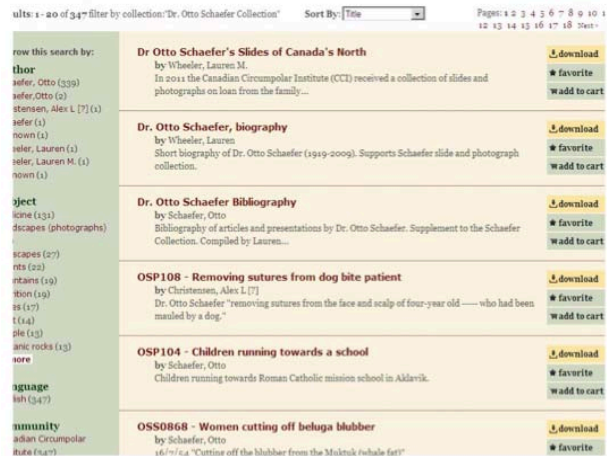 ults: 1 - 20 of 347 filter by collection:"Dr. Otto Schaefer Collection"
Sort By: Title
Pages: 1 2 3 4 5 6 7 8 9 10 1
12 13 14 15 16 17 18 Next ›
row this search by:
thor
aefer, Otto (339)
aefer,Otto (2)
stensen, Alex L [?] (1)
aefer (1)
nown (1)
eeler, Lauren (1)
eeler, Lauren M. (1)
nown (1)
bject
icine (131)
dscapes (photographs)
scapes (27)
nts (22)
ntains (19)
rition (19)
es (17)
t (14)
ple (13)
anic rocks (13)
more
nguage
lish (347)
mmunity
adian Circumpolar
itute (347)
Dr Otto Schaefer's Slides of Canada's North
by Wheeler, Lauren M.
In 2011 the Canadian Circumpolar Institute (CCI) received a collection of slides and
photographs on loan from the family...
download
favorite
add to cart
Dr. Otto Schaefer, biography
by Wheeler, Lauren
Short biography of Dr. Otto Schaefer (1919-2009). Supports Schaefer slide and photograph
collection.
download
favorite
add to cart
Dr. Otto Schaefer Bibliography
by Schaefer, Otto
Bibliography of articles and presentations by Dr. Otto Schaefer. Supplement to the Schaefer
Collection. Compiled by Lauren...
download
favorite
add to cart
OSP108 - Removing sutures from dog bite patient
by Christensen, Alex L [?]
Dr. Otto Schaefer "removing sutures from the face and scalp of four-year old —— who had been
mauled by a dog."
download
favorite
add to cart
OSP104 - Children running towards a school
by Schaefer, Otto
Children running towards Roman Catholic mission school in Aklavik.
download
favorite
add to cart
OSS0868 - Women cutting off beluga blubber
by Schaefer, Otto
16/7/54 "Cutting off the blubber from the Muktuk (whale fat)"
download
favorite